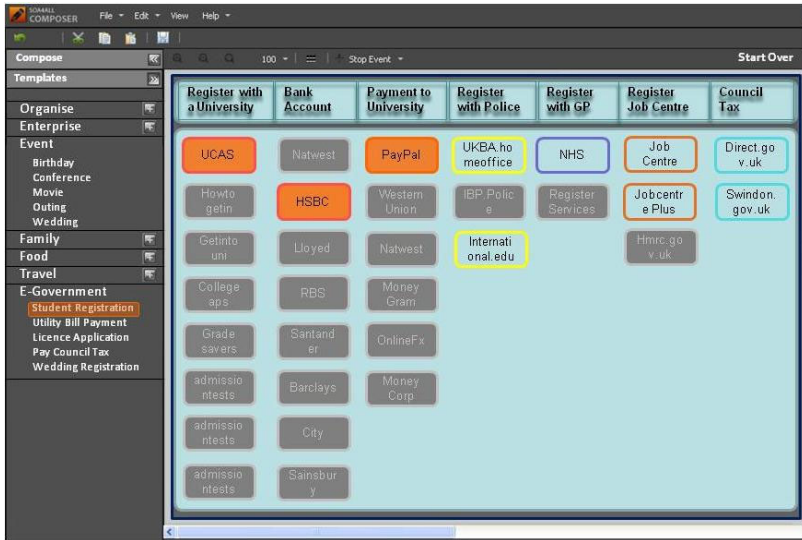 SOA4ALL
COMPOSER
File Edit View Help
Compose
100
Stop Event
Start Over
Templates
Organise
Enterprise
Event
Birthday
Conference
Movie
Outing
Wedding
Family
Food
Travel
E-Government
Student Registration
Utility Bill Payment
Licence Application
Pay Council Tax
Wedding Registration
Register with
a University
Bank
Account
Payment to
University
Register
with Police
Register
with GP
Register
Job Centre
Council
Tax
UCAS
Natwest
PayPal
UKBA.ho
meoffice
NHS
Job
Centre
Direct.go
v.uk
Howto
getin
HSBC
Western
Union
IBP.Polic
e
Register
Services
Jobcentr
e Plus
Swindon.
gov.uk
Getinto
uni
Lloyed
Natwest
Internati
onal.edu
Hmrc.go
v.uk
College
aps
RBS
Money
Gram
Grade
savers
Santand
er
OnlineFx
admissio
ntests
Barclays
Money
Corp
admissio
ntests
City
admissio
ntests
Sainsbur
y